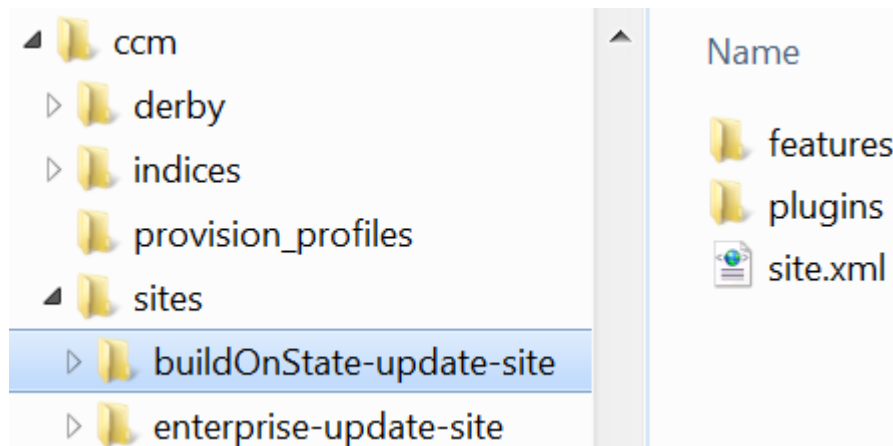 ccm
derby
indices
provision_profiles
sites
buildOnState-update-site
enterprise-update-site
Name
features
plugins
site.xml